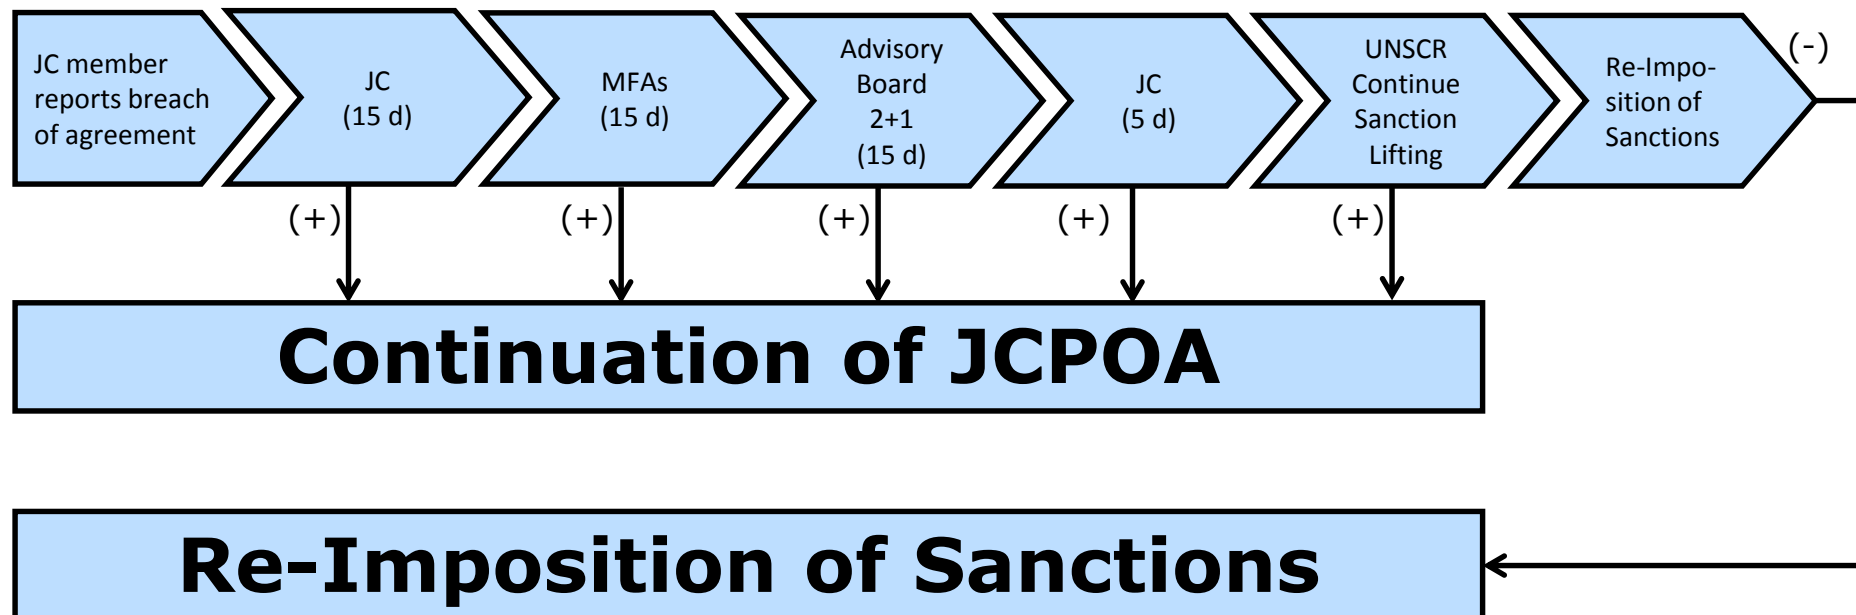 JC member
reports breach
of agreement
JC
(15 d)
MFAs
(15 d)
Advisory
Board
2+1
(15 d)
JC
(5 d)
UNSCR
Continue
Sanction
Lifting
Re-Impo-
sition of
Sanctions
(-)
(+)
(+)
(+)
(+)
(+)
Continuation of JCPOA
Re-Imposition of Sanctions